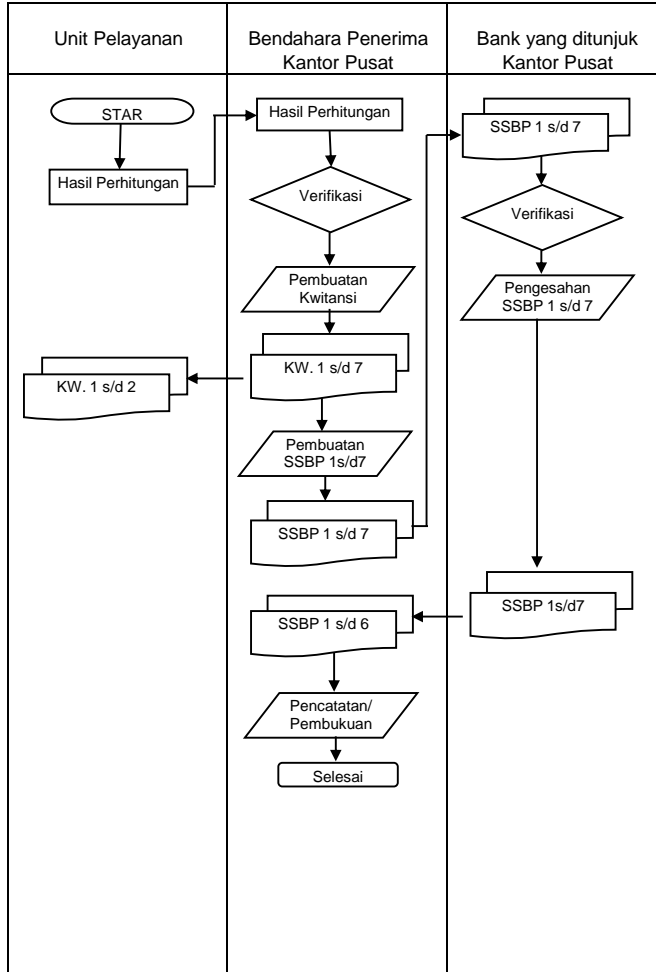 Unit Pelayanan
Bendahara Penerima
Kantor Pusat
Bank yang ditunjuk
Kantor Pusat
STAR
Hasil Perhitungan
Hasil Perhitungan
Verifikasi
Pembuatan
Kwitansi
KW. 1 s/d 7
KW. 1 s/d 2
Pembuatan
SSBP 1s/d7
SSBP 1 s/d 7
SSBP 1 s/d 7
Verifikasi
Pengesahan
SSBP 1 s/d 7
SSBP 1s/d7
SSBP 1 s/d 6
Pencatatan/
Pembukuan
Selesai